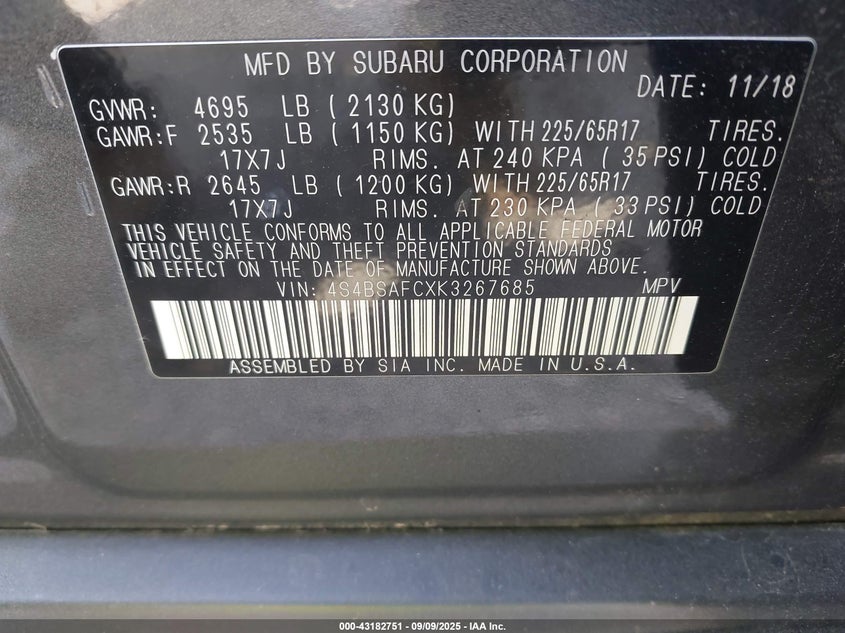 MFD BY SUBARU CORPORATION
DATE: 11/18
GVWR: 4695 LB ( 2130 KG)
GAWR:F 2535 LB ( 1150 KG) WITH 225/65R17 TIRES.
17X7J RIMS. AT 240 KPA ( 35 PSI) COLD
GAWR:R 2645 LB ( 1200 KG) WITH 225/65R17 TIRES.
17X7J RIMS. AT 230 KPA ( 33 PSI) COLD
THIS VEHICLE CONFORMS TO ALL APPLICABLE FEDERAL MOTOR
VEHICLE SAFETY AND THEFT PREVENTION STANDARDS
IN EFFECT ON THE DATE OF MANUFACTURE SHOWN ABOVE.
VIN: 4S4BSAFCXK3267685 MPV
ASSEMBLED BY SIA INC. MADE IN U.S.A.
000-43182751 - 09/09/2025 - IAA Inc.